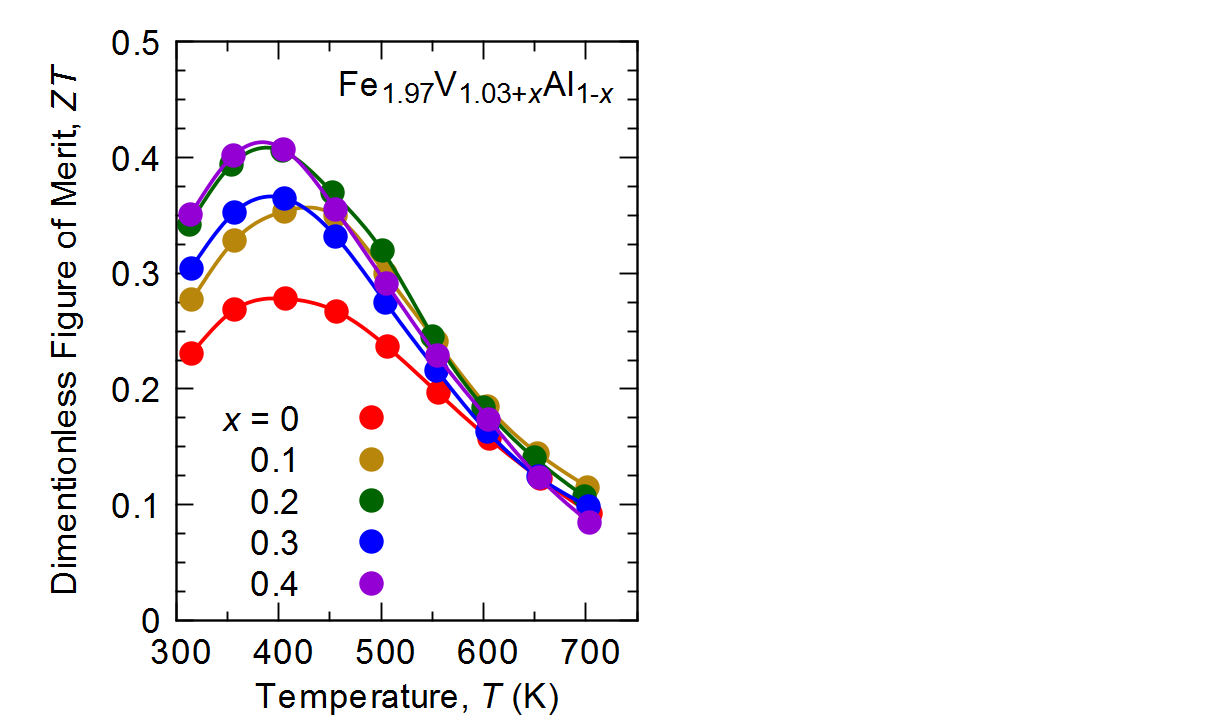 Dimentionless Figure of Merit, ZT
0.5
0.4
0.3
0.2
0.1
0
Fe1.97V1.03+xAl1-x
x = 0
0.1
0.2
0.3
0.4
300 400 500 600 700
Temperature, T (K)